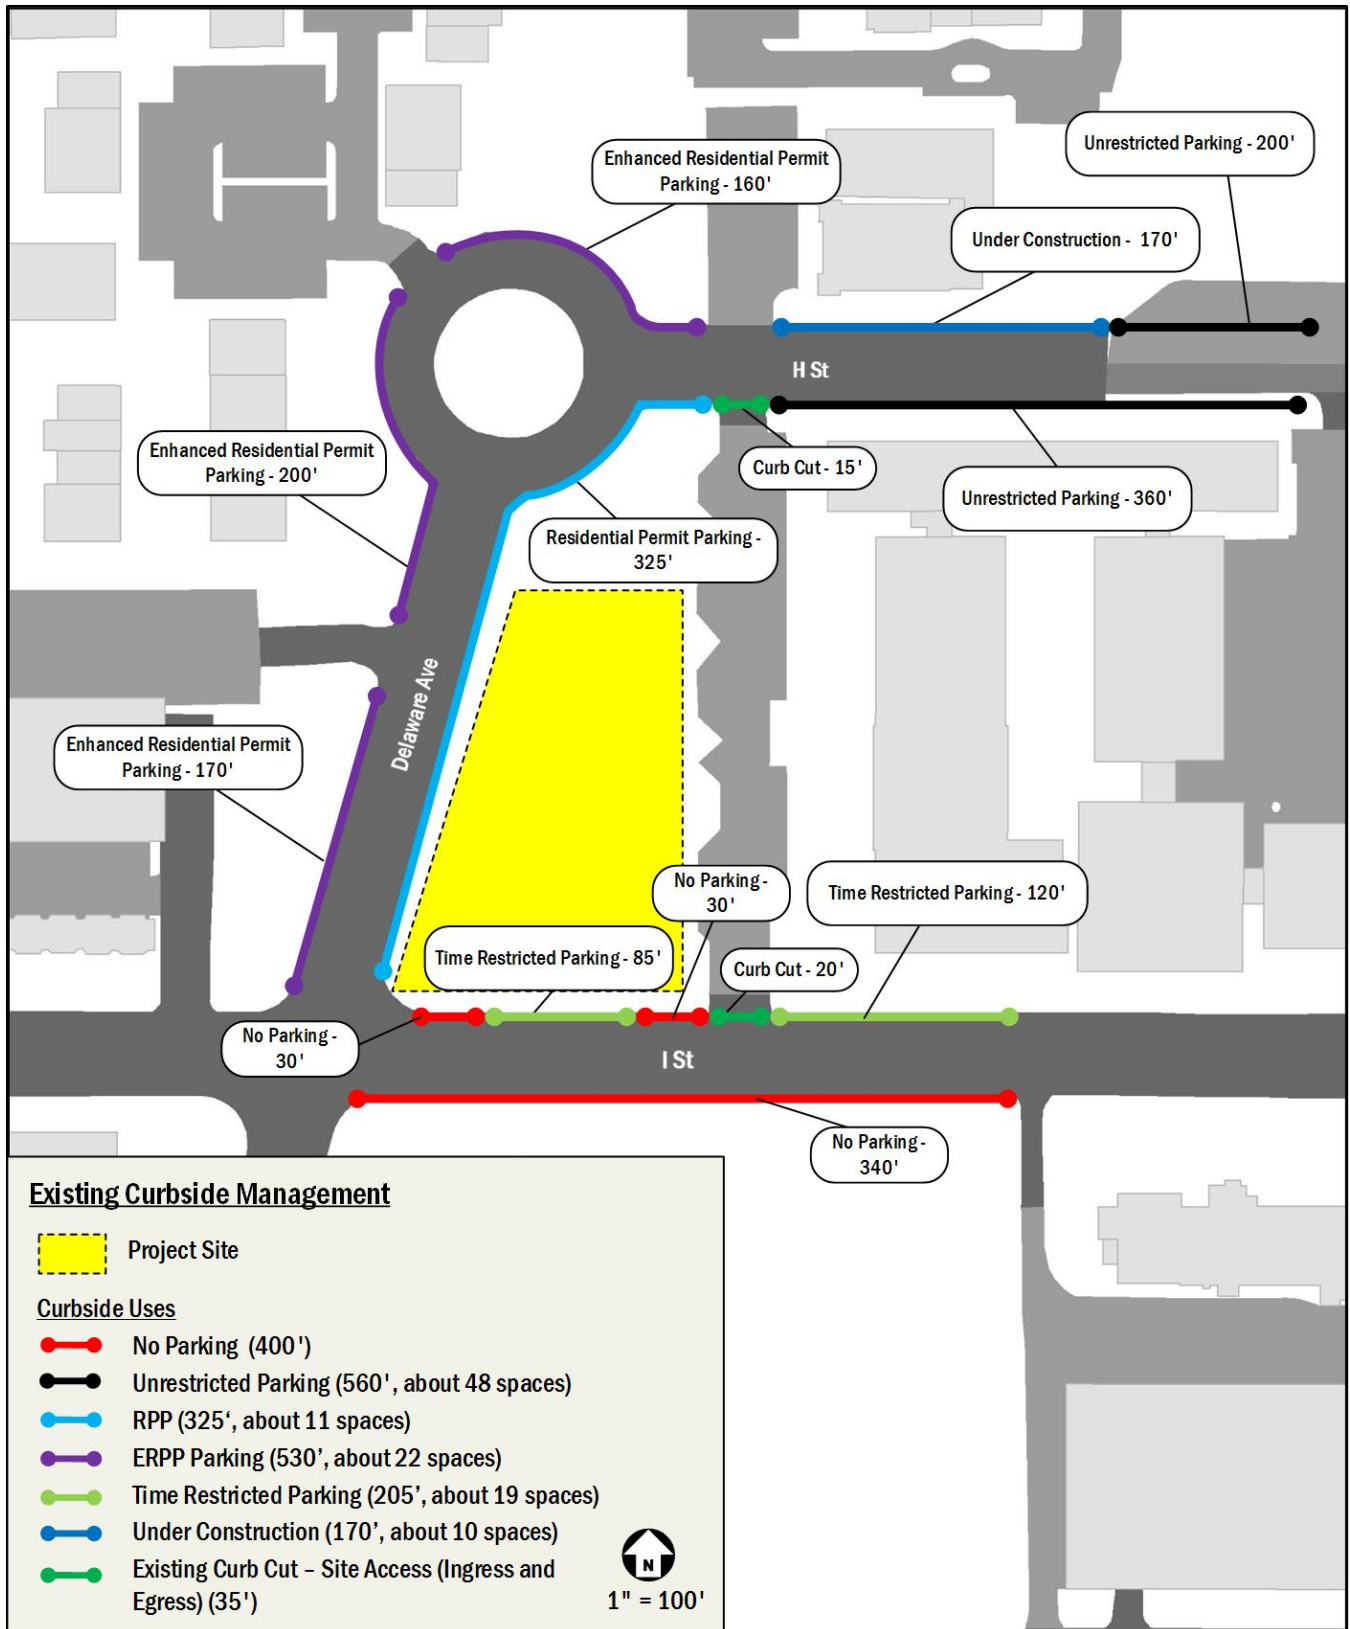 Unrestricted Parking - 200'
Enhanced Residential Permit
Parking - 160'
Under Construction - 170'
H St
Enhanced Residential Permit
Parking - 200'
Curb Cut - 15'
Unrestricted Parking - 360'
Residential Permit Parking -
325'
Delaware Ave
Enhanced Residential Permit
Parking - 170'
No Parking -
30'
Time Restricted Parking - 120'
Time Restricted Parking - 85'
Curb Cut - 20'
No Parking -
30'
I St
No Parking -
340'
Existing Curbside Management
Project Site
Curbside Uses
No Parking (400')
Unrestricted Parking (560', about 48 spaces)
RPP (325‘, about 11 spaces)
ERPP Parking (530’, about 22 spaces)
Time Restricted Parking (205’, about 19 spaces)
Under Construction (170’, about 10 spaces)
Existing Curb Cut – Site Access (Ingress and
Egress) (35')
N
1" = 100'